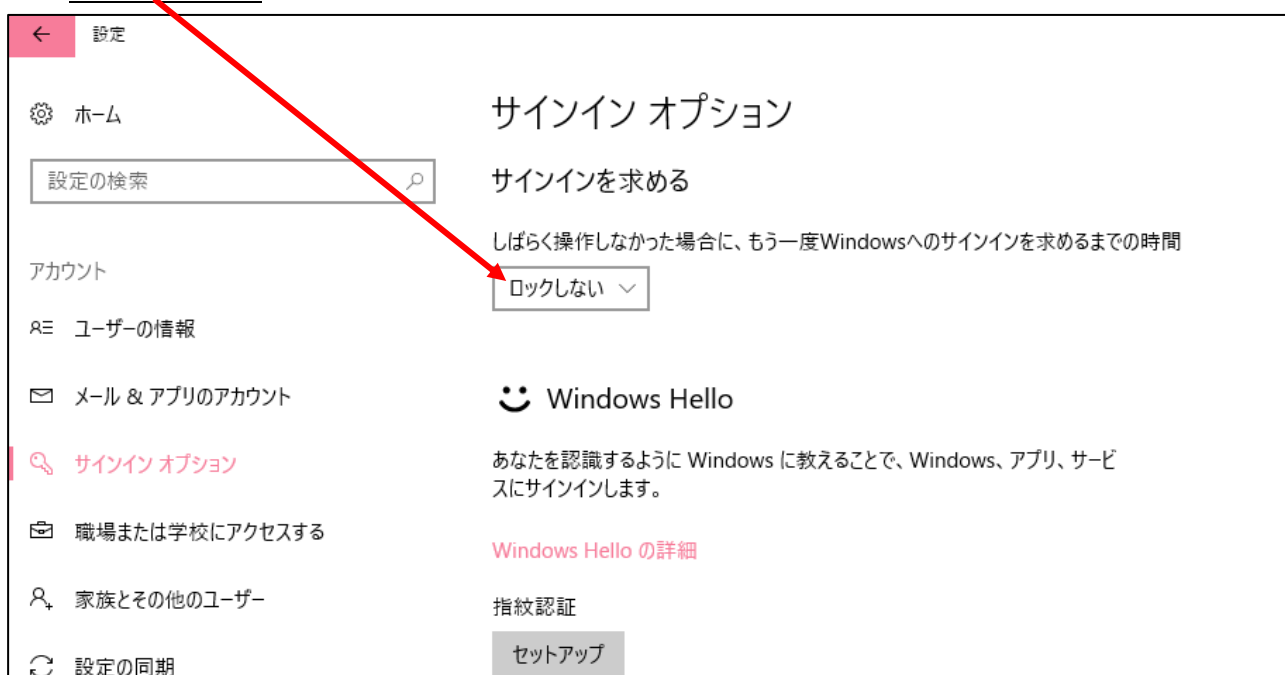 設定
ホーム
設定の検索
アカウント
ユーザーの情報
メール & アプリのアカウント
サインイン オプション
職場または学校にアクセスする
家族とその他のユーザー
設定の同期
サインイン オプション
サインインを求める
しばらく操作しなかった場合に、もう一度Windowsへのサインインを求めるまでの時間
ロックしない
Windows Hello
あなたを認識するように Windows に教えることで、Windows、アプリ、サービ
スにサインインします。
Windows Hello の詳細
指紋認証
セットアップ